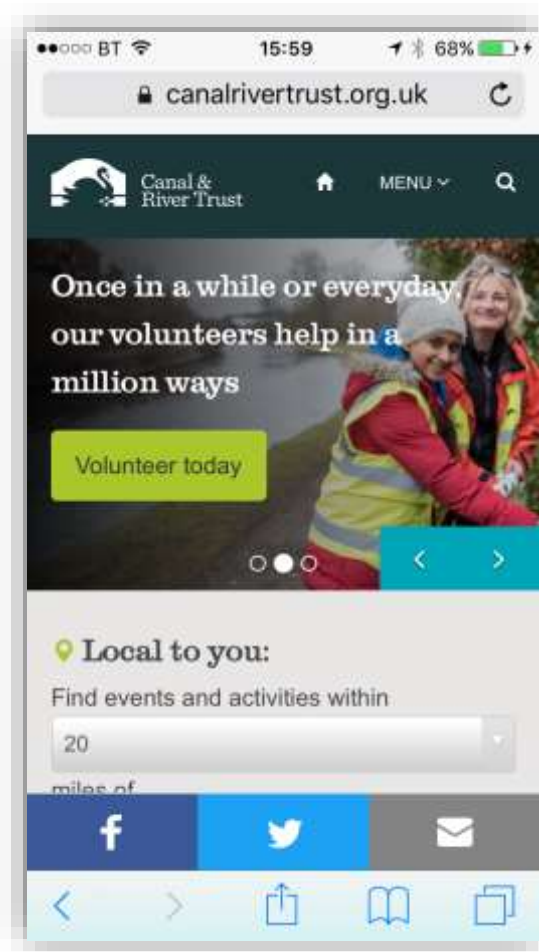 BT 15:59 68%
canalrivertrust.org.uk
Canal &
River Trust
MENU
Once in a while or everyday,
our volunteers help in a
million ways
Volunteer today
Local to you:
Find events and activities within
20
miles of
f